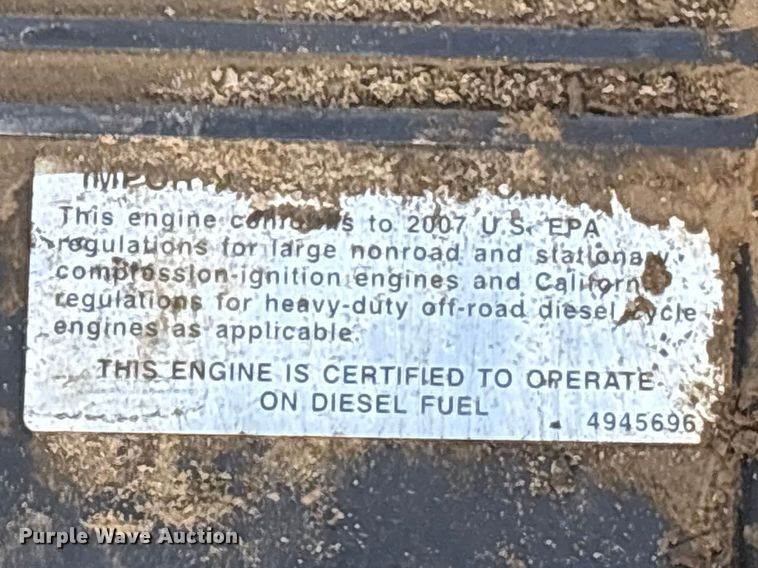 This engine to 2007 U.S. EPA
regulations for large nonroad and stationary
compression-ignition engines and
regulations for heavy-duty off-road diesel cycle
engines as applicable.
THIS ENGINE IS CERTIFIED TO OPERATE
ON DIESEL FUEL
4945696
Purple Wave Auction